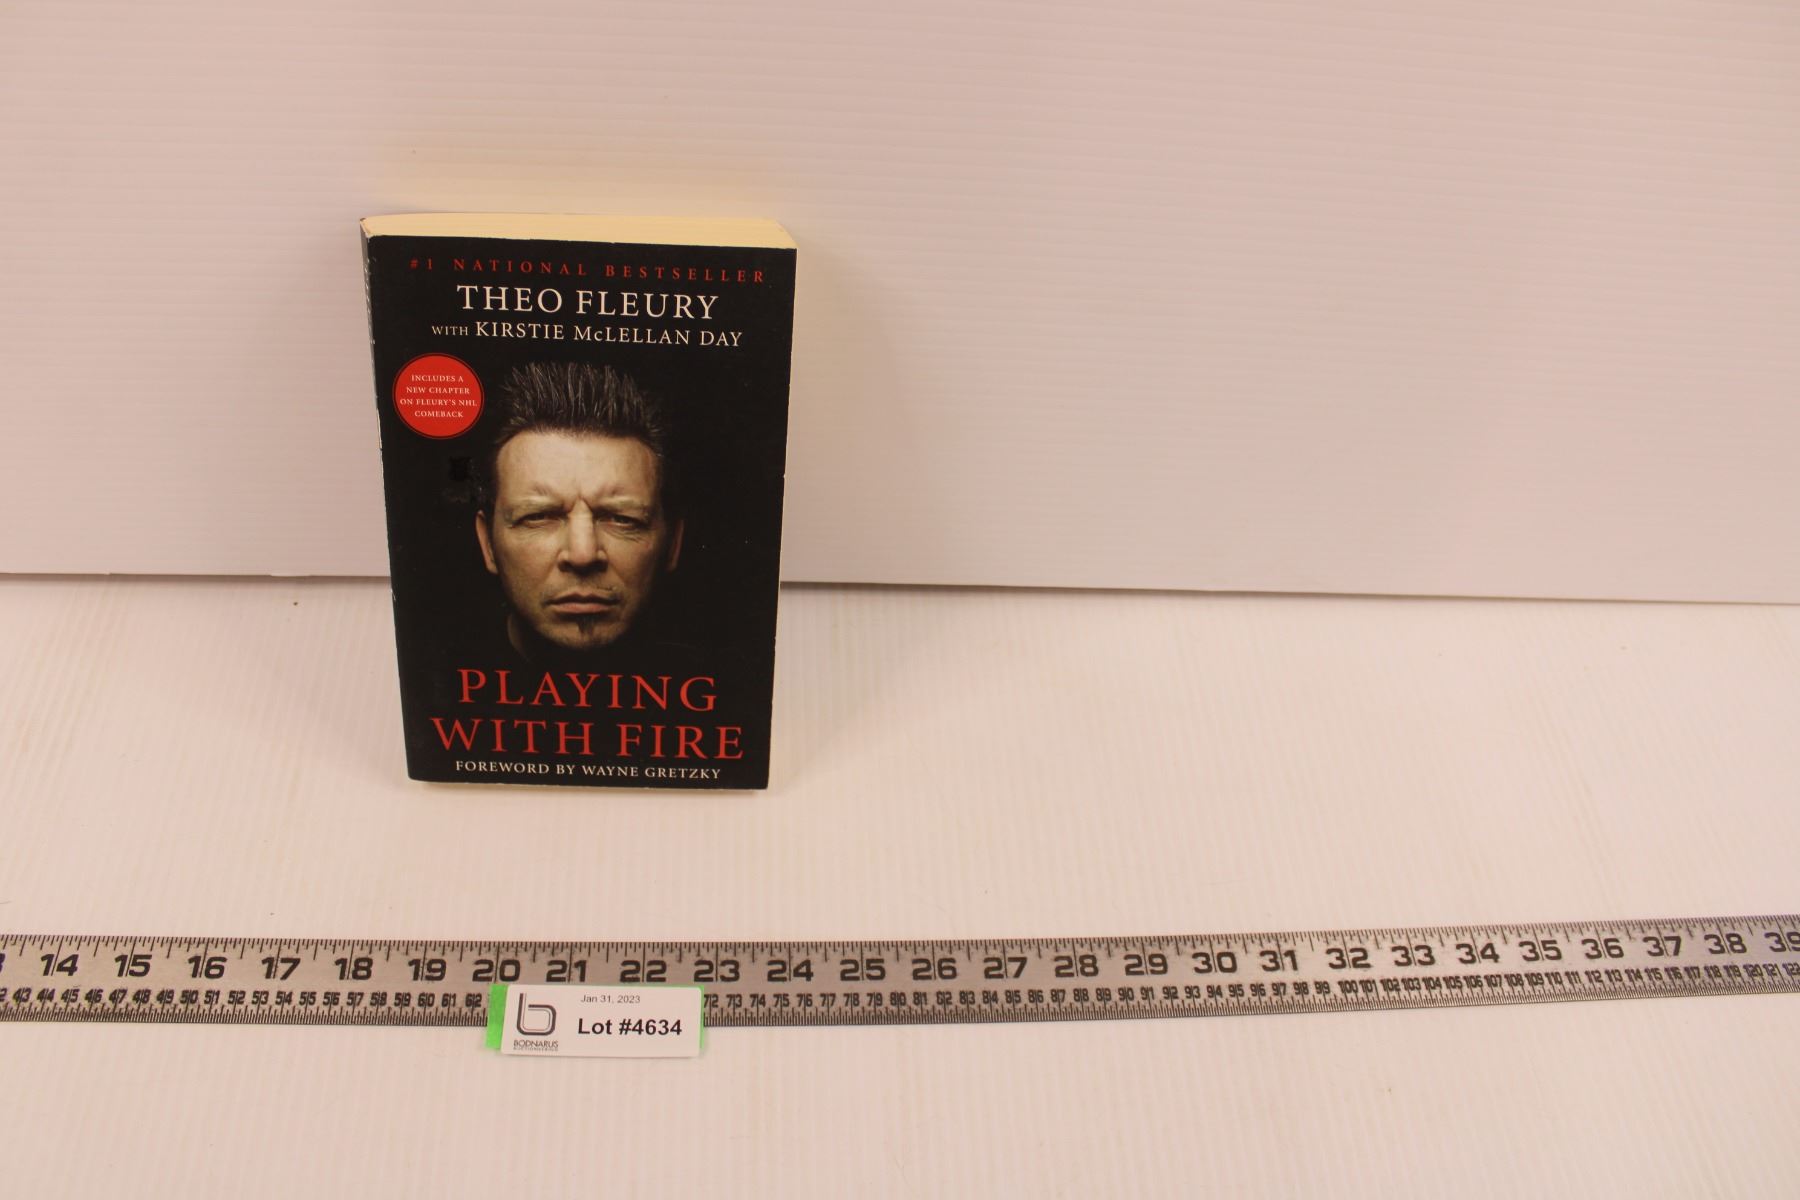 #1 NATIONAL BESTSELLER
THEO FLEURY
WITH KIRSTIE McLELLAN DAY
INCLUDES A
NEW CHAPTER
ON FLEURY'S NHL
COMEBACK
PLAYING
WITH FIRE
FOREWORD BY WAYNE GRETZKY
14 15 16 17 18 19 20 21 22 23 24 25 26 27 28 29 30 31 32 33 34 35 36 37 38 39
Jan 31, 2023
Lot #4634
BODNARUS
AUCTIONEERING